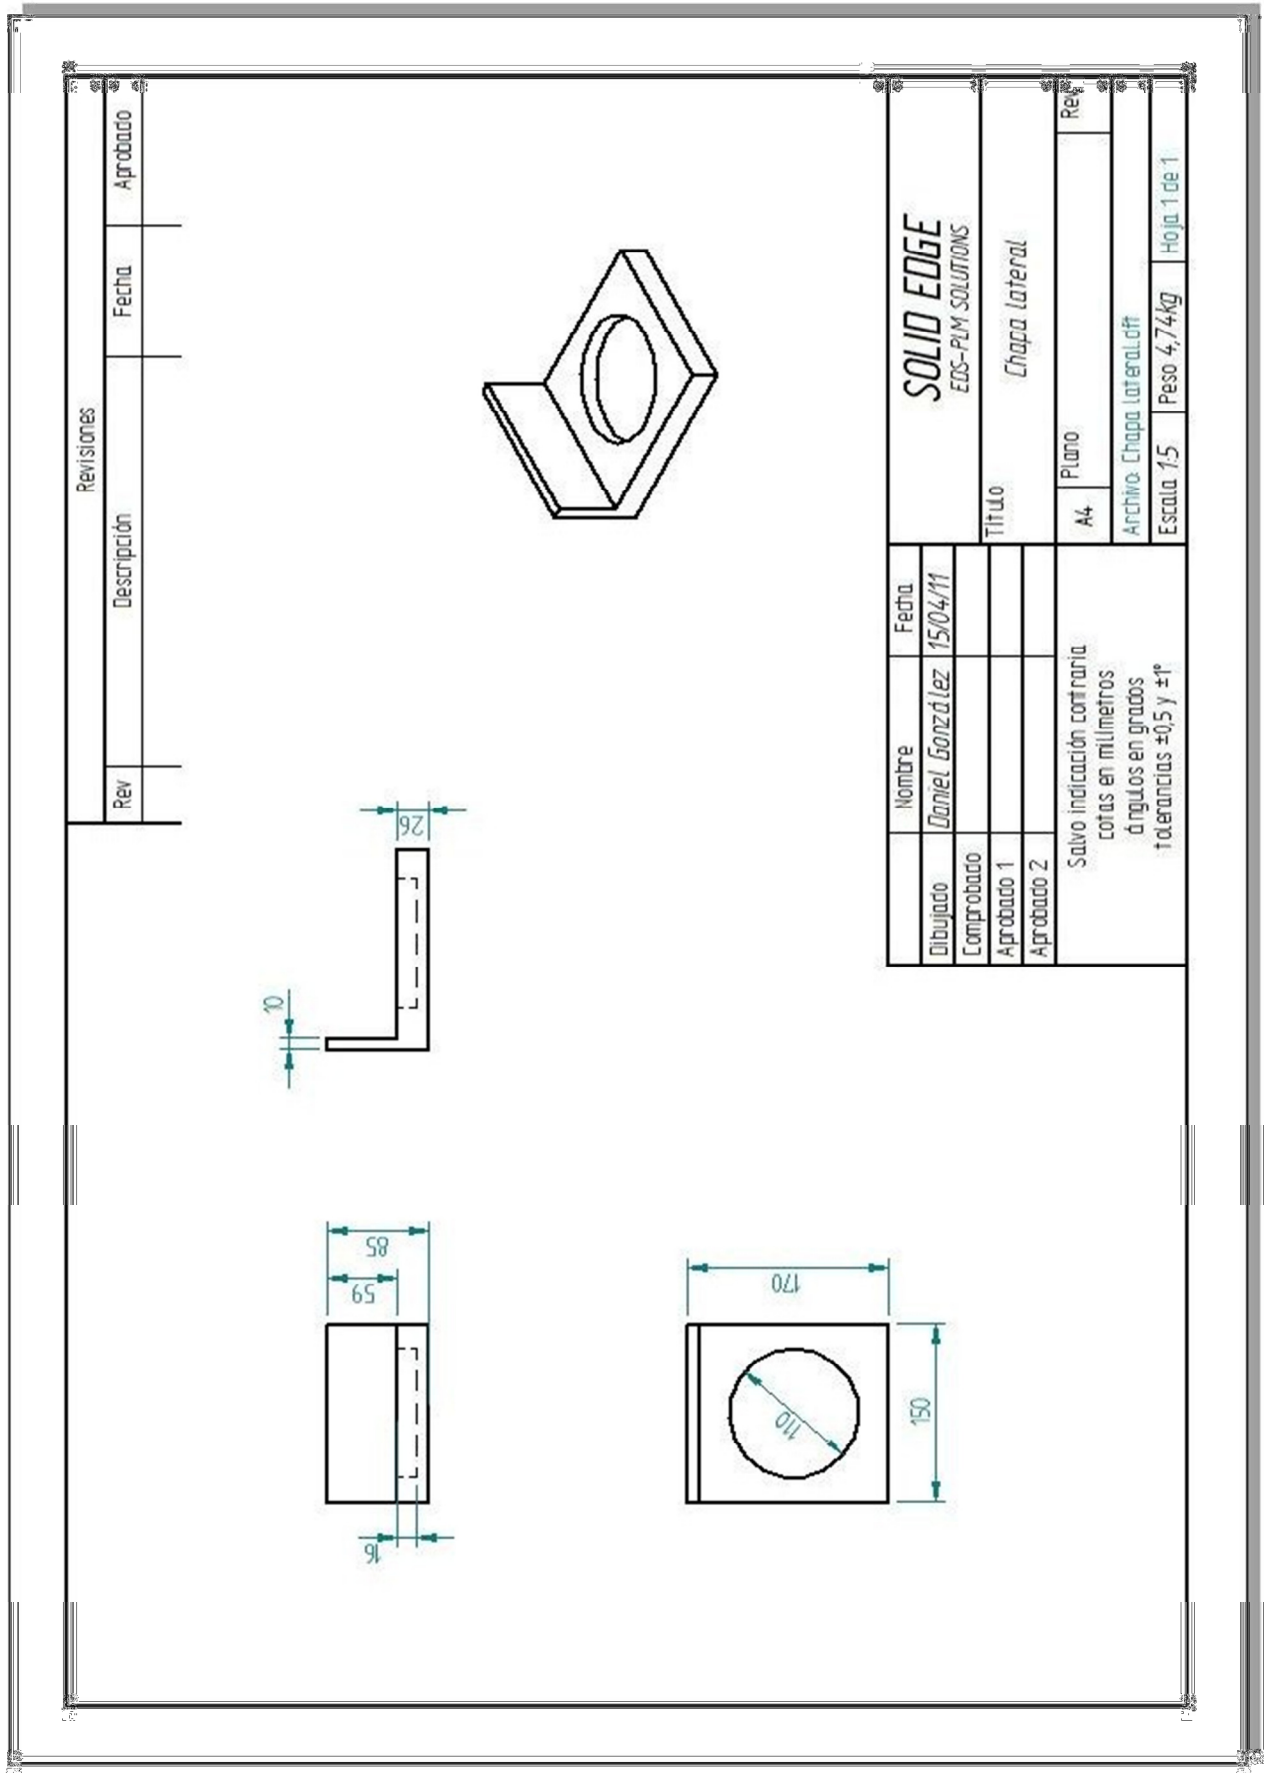 Revisiones
Rev Descripción Fecha Aprobado
10
26
85
59
16
170
150
110
SOLID EDGE
EDS-PLM SOLUTIONS
Nombre Fecha
Dibujado Daniel González 15/04/11
Comprobado
Aprobado 1
Aprobado 2
Título
Chapa lateral
A4 Plano Rev
Salvo indicación contraria
cotas en milímetros
ángulos en grados
tolerancias ±0,5 y ±1º
Archivo: Chapa lateral.dft
Escala 1:5 Peso 4,74kg Hoja 1 de 1